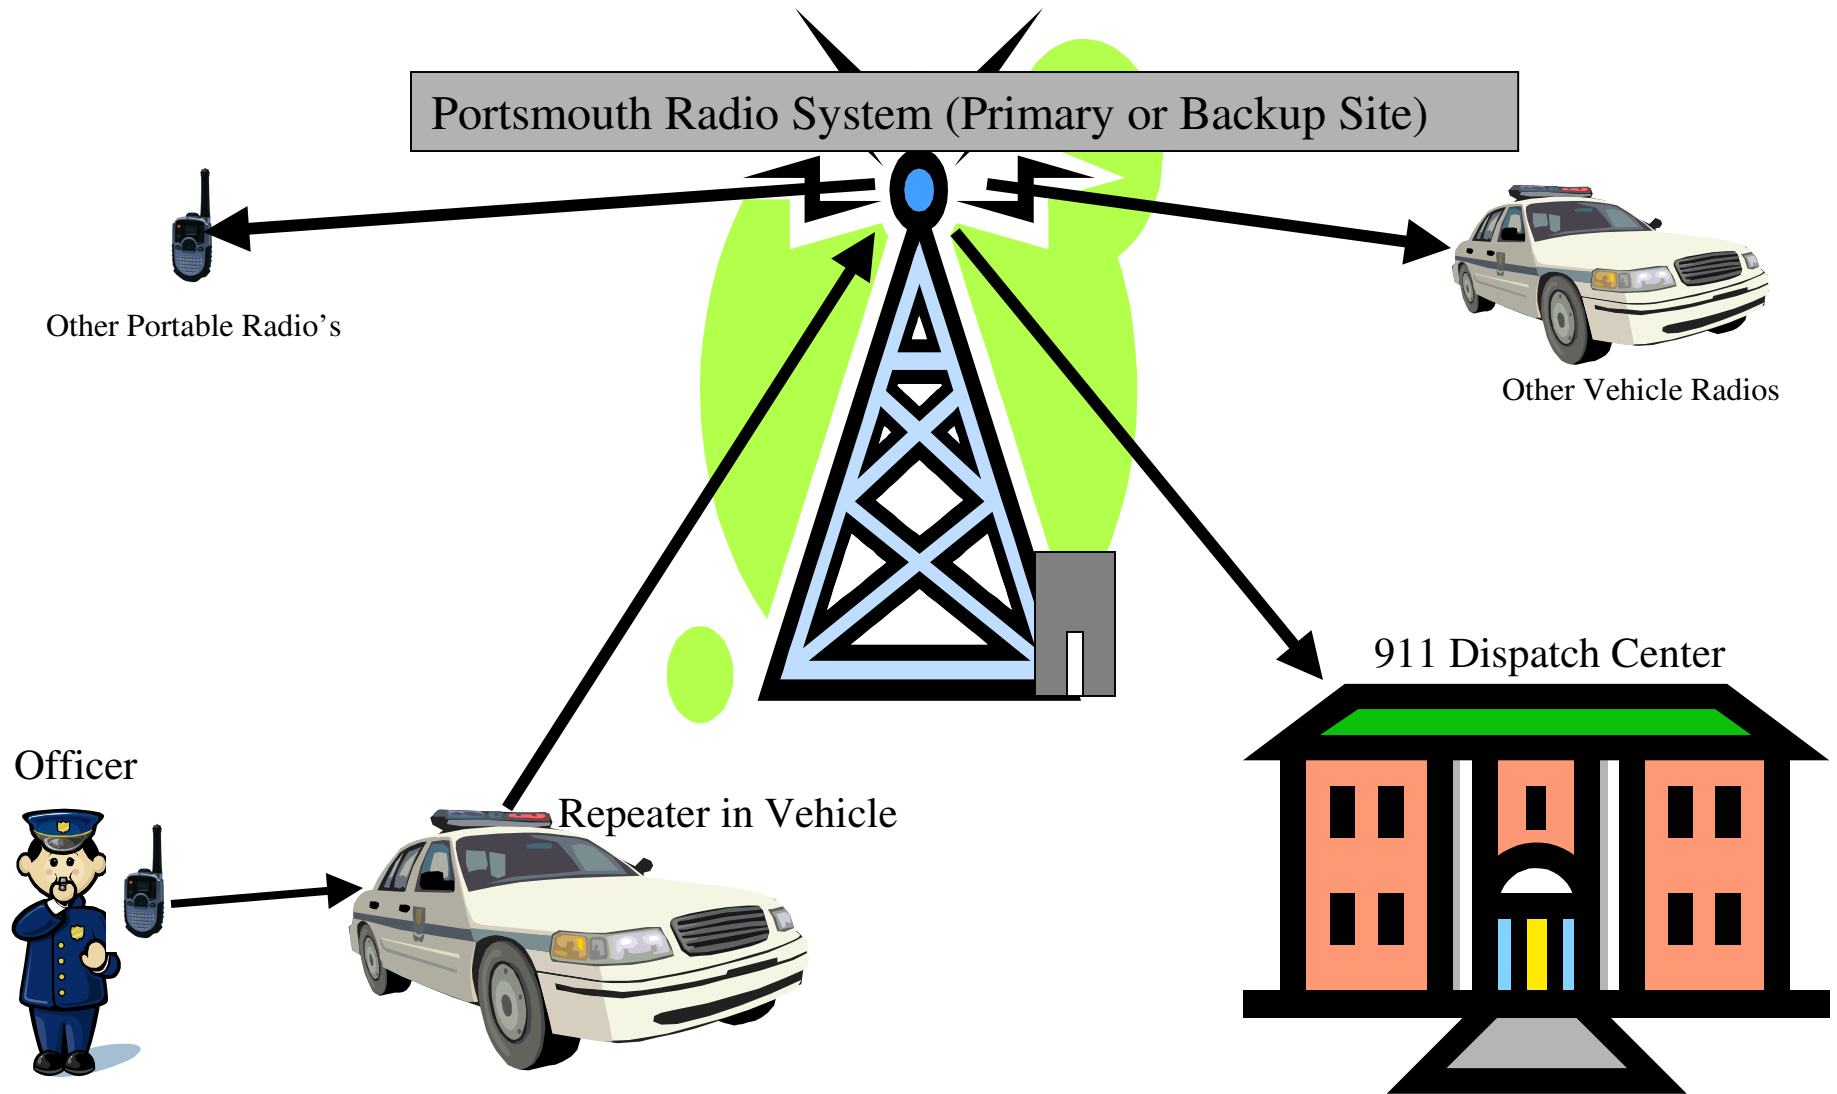 Portsmouth Radio System (Primary or Backup Site)
Other Portable Radio’s
Other Vehicle Radios
911 Dispatch Center
Officer
Repeater in Vehicle